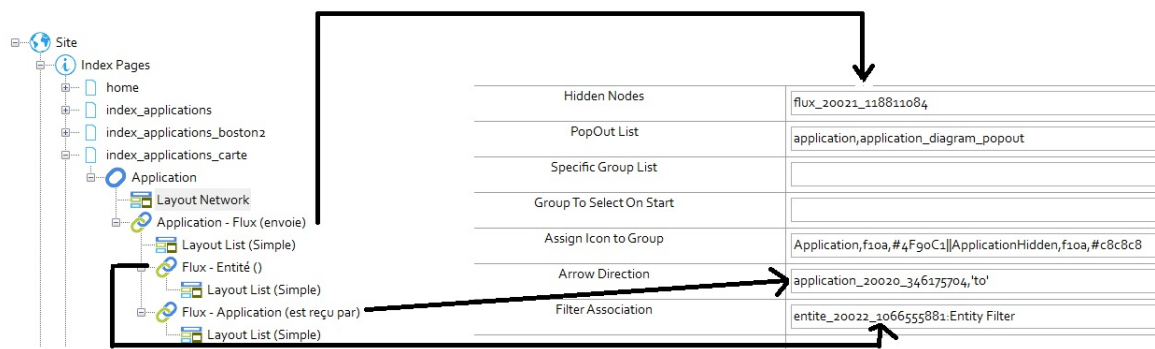 Site
Index Pages
home
index_applications
index_applications_boston2
index_applications_carte
Application
Layout Network
Application - Flux (envoie)
Layout List (Simple)
Flux - Entité ()
Layout List (Simple)
Flux - Application (est reçu par)
Layout List (Simple)
Hidden Nodes
flux_20021_118811084
PopOut List
application,application_diagram_popout
Specific Group List
Group To Select On Start
Assign Icon to Group
Application,f10a,#4F90C1||ApplicationHidden,f10a,#c8c8c8
Arrow Direction
application_20020_346175704,'to'
Filter Association
entite_20022_1066555881:Entity Filter